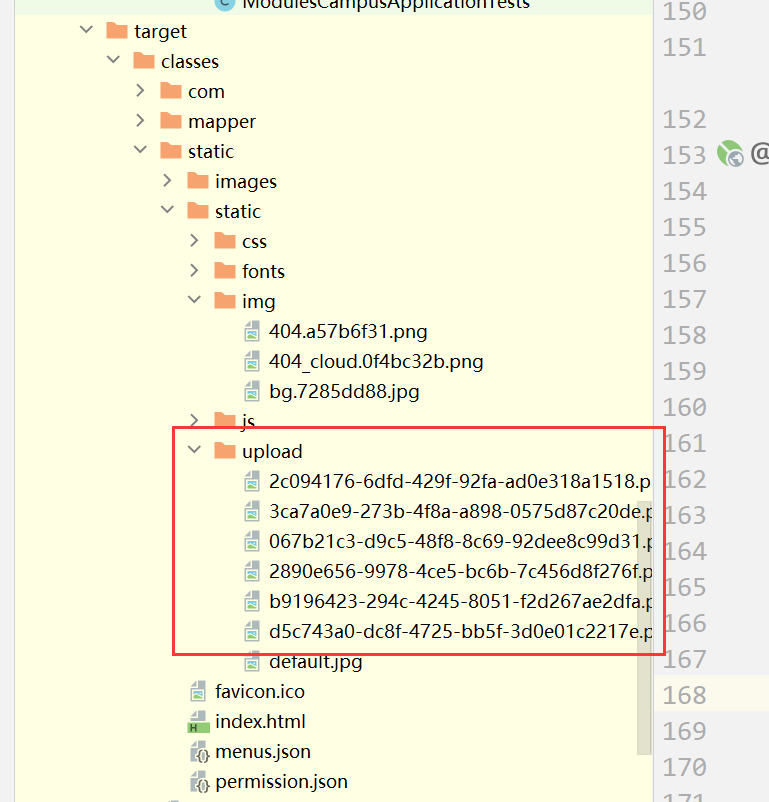 ModulesCampusApplicationTests
target
classes
com
mapper
static
images
static
css
fonts
img
404.a57b6f31.png
404_cloud.0f4bc32b.png
bg.7285dd88.jpg
js
upload
2c094176-6dfd-429f-92fa-ad0e318a1518.p
3ca7a0e9-273b-4f8a-a898-0575d87c20de.p
067b21c3-d9c5-48f8-8c69-92dee8c99d31.p
2890e656-9978-4ce5-bc6b-7c456d8f276f.p
b9196423-294c-4245-8051-f2d267ae2dfa.p
d5c743a0-dc8f-4725-bb5f-3d0e01c2217e.p
default.jpg
favicon.ico
index.html
menus.json
permission.json
150
151
152
153 @
154
155
156
157
158
159
160
161
162
163
164
165
166
167
168
169
170
171